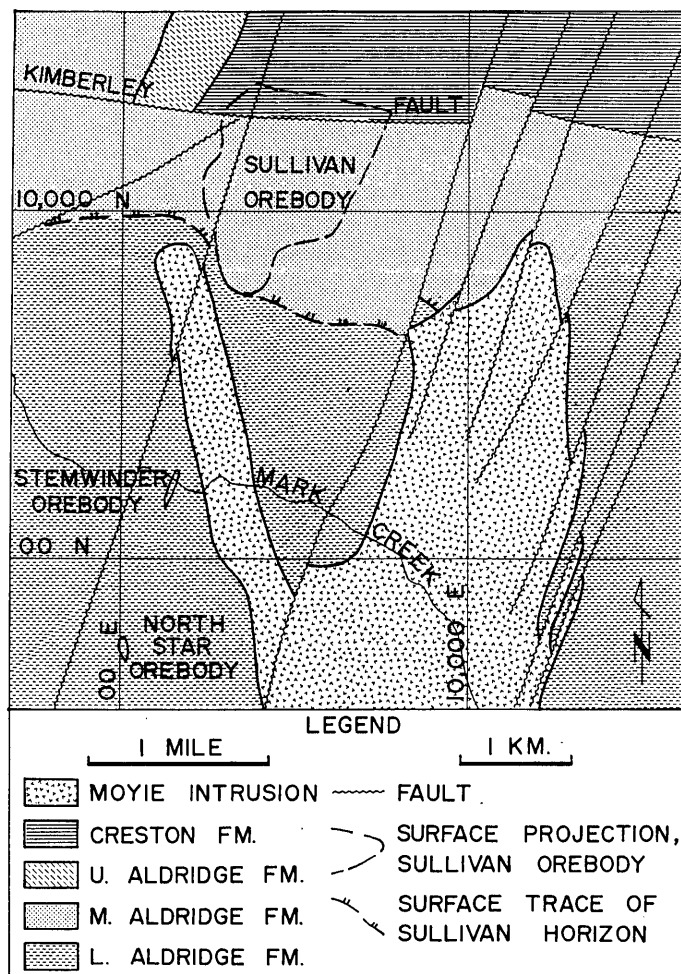 KIMBERLEY
FAULT
SULLIVAN
OREBODY
10,000 N
STEMWINDER
OREBODY
MARK
CREEK
00 N
00 E
NORTH
STAR
OREBODY
10,000 E
N
LEGEND
1 MILE
1 KM.
MOYIE INTRUSION
FAULT
CRESTON FM.
SURFACE PROJECTION,
SULLIVAN OREBODY
U. ALDRIDGE FM.
M. ALDRIDGE FM.
SURFACE TRACE OF
SULLIVAN HORIZON
L. ALDRIDGE FM.